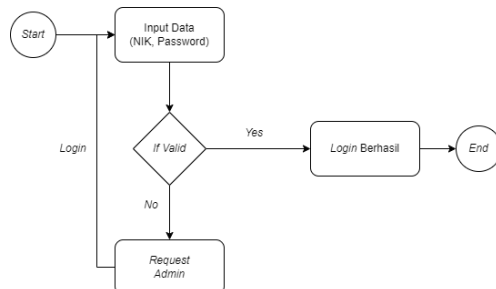 Start
Input Data
(NIK, Password)
Login
If Valid
Yes
Login Berhasil
End
No
Request
Admin